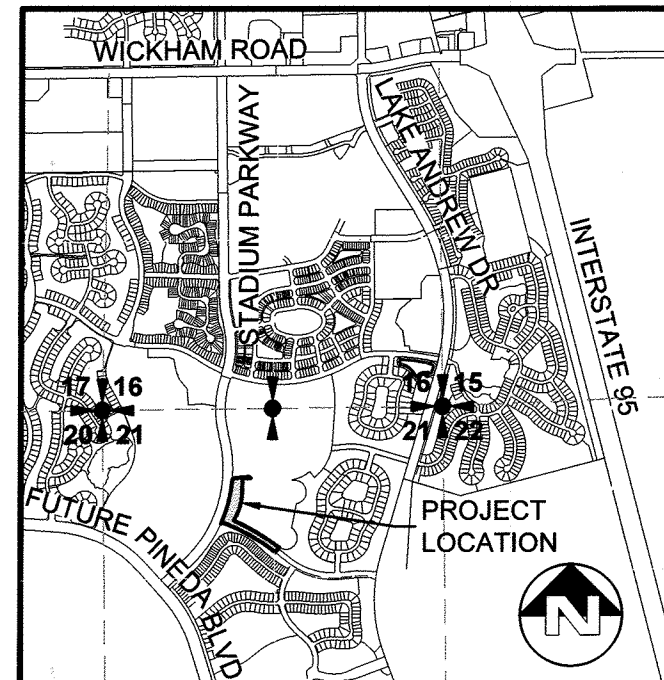 WICKHAM ROAD
STADIUM PARKWAY
LAKE ANDREW DR
INTERSTATE 95
17 16
20 21
16 15
21 22
FUTURE PINEDA BLVD
PROJECT
LOCATION
N